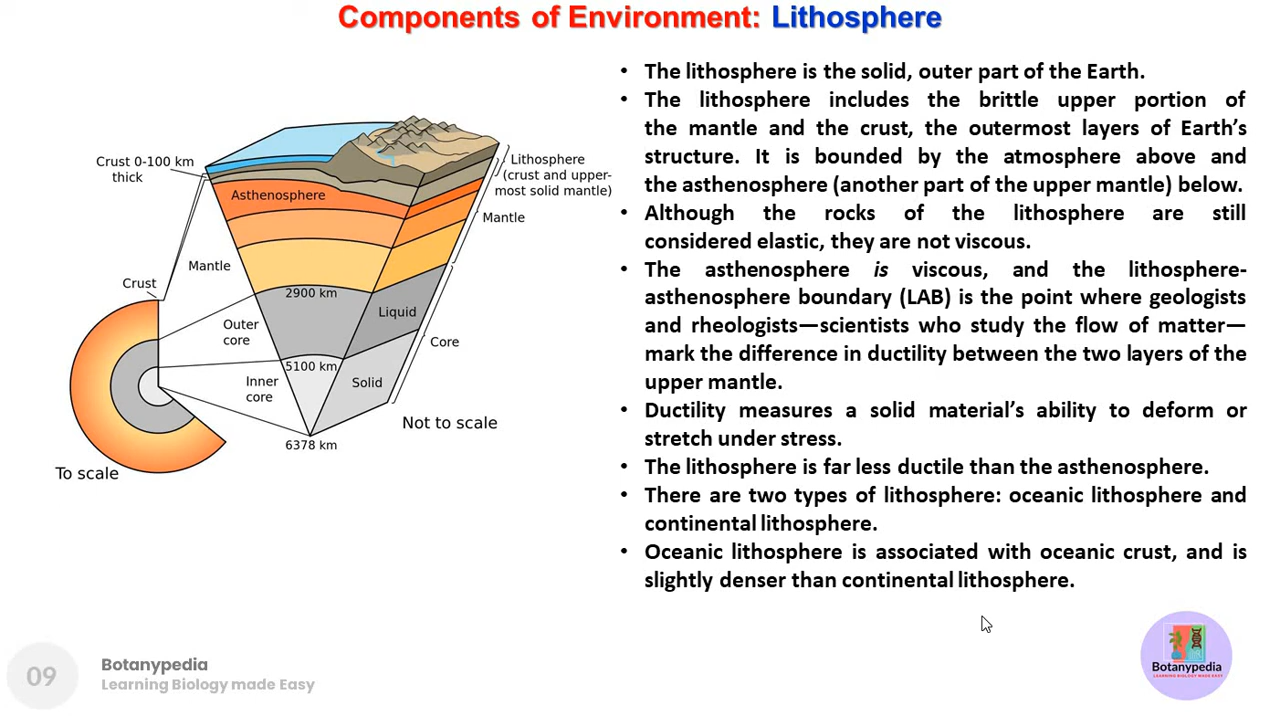 Components of Environment: Lithosphere
Crust 0-100 km
thick
Asthenosphere
Lithosphere
(crust and upper-
most solid mantle)
Mantle
Mantle
Crust
2900 km
Liquid
Outer
core
Core
5100 km
Inner
core
Solid
Not to scale
6378 km
To scale
• The lithosphere is the solid, outer part of the Earth.
• The lithosphere includes the brittle upper portion of
the mantle and the crust, the outermost layers of Earth’s
structure. It is bounded by the atmosphere above and
the asthenosphere (another part of the upper mantle) below.
• Although the rocks of the lithosphere are still
considered elastic, they are not viscous.
• The asthenosphere is viscous, and the lithosphere-
asthenosphere boundary (LAB) is the point where geologists
and rheologists—scientists who study the flow of matter—
mark the difference in ductility between the two layers of the
upper mantle.
• Ductility measures a solid material’s ability to deform or
stretch under stress.
• The lithosphere is far less ductile than the asthenosphere.
• There are two types of lithosphere: oceanic lithosphere and
continental lithosphere.
• Oceanic lithosphere is associated with oceanic crust, and is
slightly denser than continental lithosphere.
09
Botanypedia
Learning Biology made Easy
Botanypedia
LEARNING BIOLOGY MADE EASY